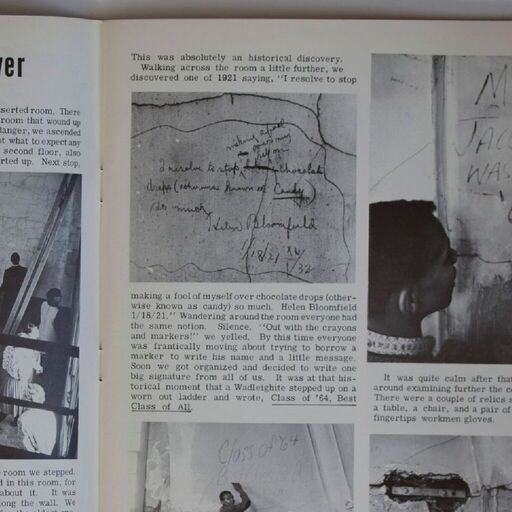 ver
serted room. There
room that wound up
danger, we ascended
ot what to expect any
second floor, also
rted up. Next stop,
e room we stepped.
d in this room, for
about it. It was
ong the wall. We
This was absolutely an historical discovery.
Walking across the room a little further, we
discovered one of 1921 saying, "I resolve to stop
making a fool
I resolve to stop chocolate
drops (otherwise known as Candy)
so much
Helen Bloomfield
1/18/21
making a fool of myself over chocolate drops (other-
wise known as candy) so much. Helen Bloomfield
1/18/21." Wandering around the room everyone had
the same notion. Silence. "Out with the crayons
and markers!" we yelled. By this time everyone
was frantically moving about trying to borrow a
marker to write his name and a little message.
Soon we got organized and decided to write one
big signature from all of us. It was at that his-
torical moment that a Wadleighite stepped up on a
worn out ladder and wrote, Class of '64, Best
Class of All.
Class of '64
M
JAC
WAS
It was quite calm after that
around examining further the c
There were a couple of relics s
a table, a chair, and a pair of
fingertips workmen gloves.